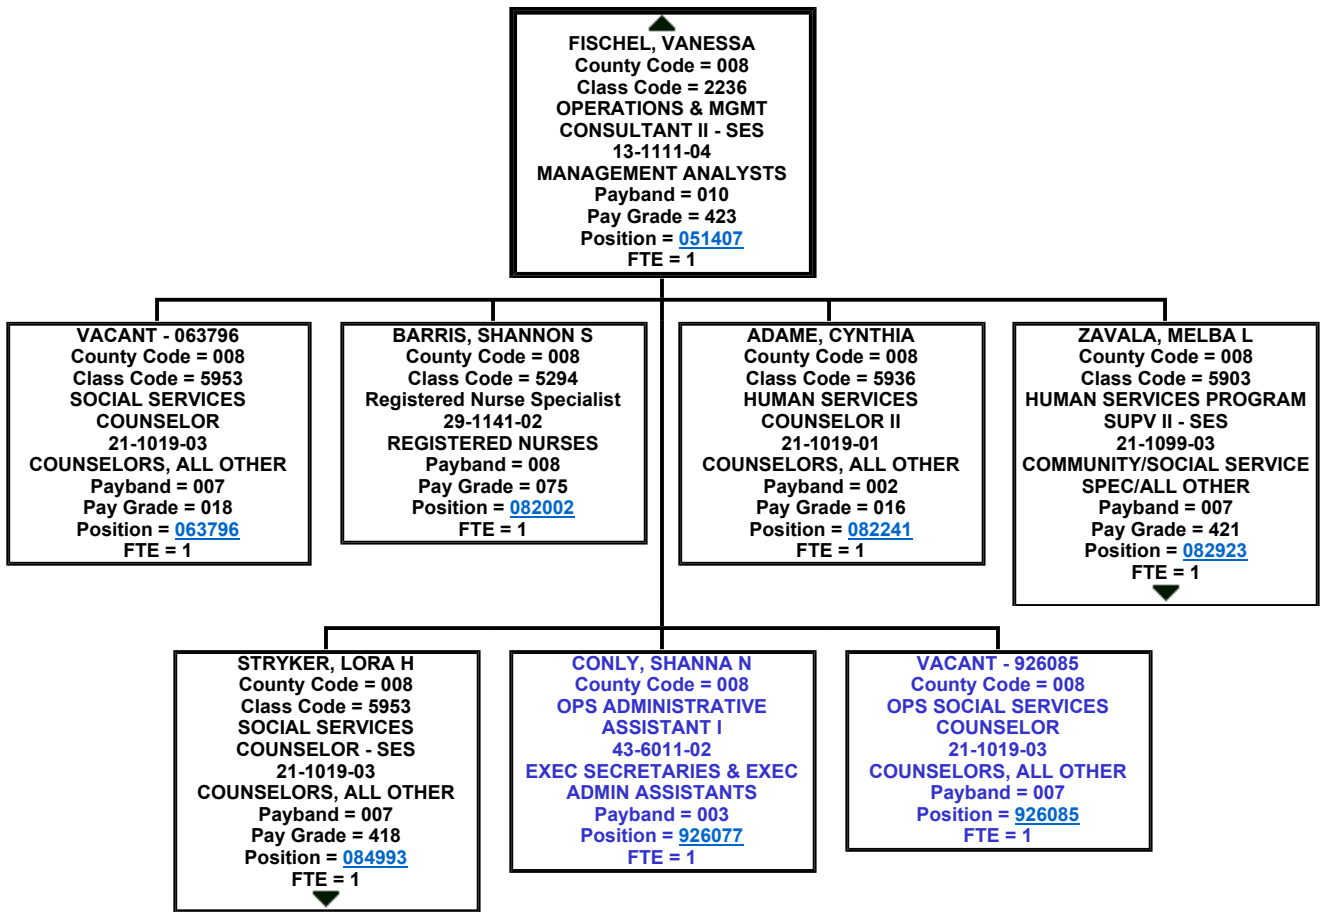 FISCHEL, VANESSA
County Code = 008
Class Code = 2236
OPERATIONS & MGMT
CONSULTANT II - SES
13-1111-04
MANAGEMENT ANALYSTS
Payband = 010
Pay Grade = 423
Position = 051407
FTE = 1
VACANT - 063796
County Code = 008
Class Code = 5953
SOCIAL SERVICES
COUNSELOR
21-1019-03
COUNSELORS, ALL OTHER
Payband = 007
Pay Grade = 018
Position = 063796
FTE = 1
BARRIS, SHANNON S
County Code = 008
Class Code = 5294
Registered Nurse Specialist
29-1141-02
REGISTERED NURSES
Payband = 008
Pay Grade = 075
Position = 082002
FTE = 1
ADAME, CYNTHIA
County Code = 008
Class Code = 5936
HUMAN SERVICES
COUNSELOR II
21-1019-01
COUNSELORS, ALL OTHER
Payband = 002
Pay Grade = 016
Position = 082241
FTE = 1
ZAVALA, MELBA L
County Code = 008
Class Code = 5903
HUMAN SERVICES PROGRAM
SUPV II - SES
21-1099-03
COMMUNITY/SOCIAL SERVICE
SPEC/ALL OTHER
Payband = 007
Pay Grade = 421
Position = 082923
FTE = 1
STRYKER, LORA H
County Code = 008
Class Code = 5953
SOCIAL SERVICES
COUNSELOR - SES
21-1019-03
COUNSELORS, ALL OTHER
Payband = 007
Pay Grade = 418
Position = 084993
FTE = 1
CONLY, SHANNA N
County Code = 008
OPS ADMINISTRATIVE
ASSISTANT I
43-6011-02
EXEC SECRETARIES & EXEC
ADMIN ASSISTANTS
Payband = 003
Position = 926077
FTE = 1
VACANT - 926085
County Code = 008
OPS SOCIAL SERVICES
COUNSELOR
21-1019-03
COUNSELORS, ALL OTHER
Payband = 007
Position = 926085
FTE = 1